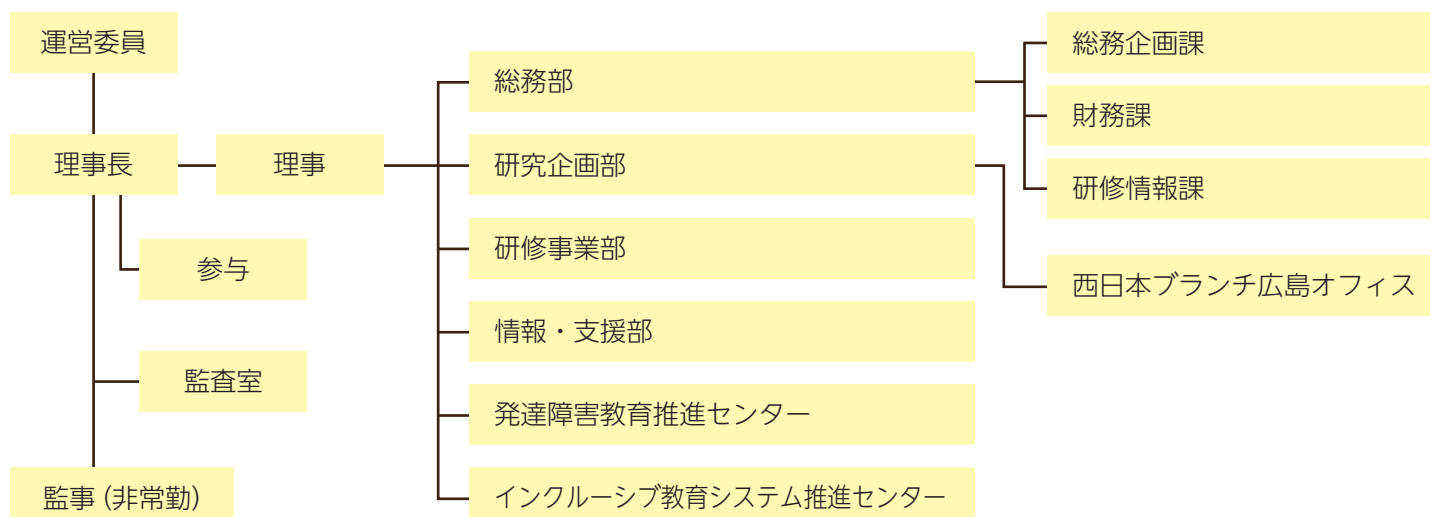 運営委員
理事長
理事
参与
監査室
監事(非常勤)
総務部
研究企画部
研修事業部
情報・支援部
発達障害教育推進センター
インクルーシブ教育システム推進センター
総務企画課
財務課
研修情報課
西日本ブランチ広島オフィス